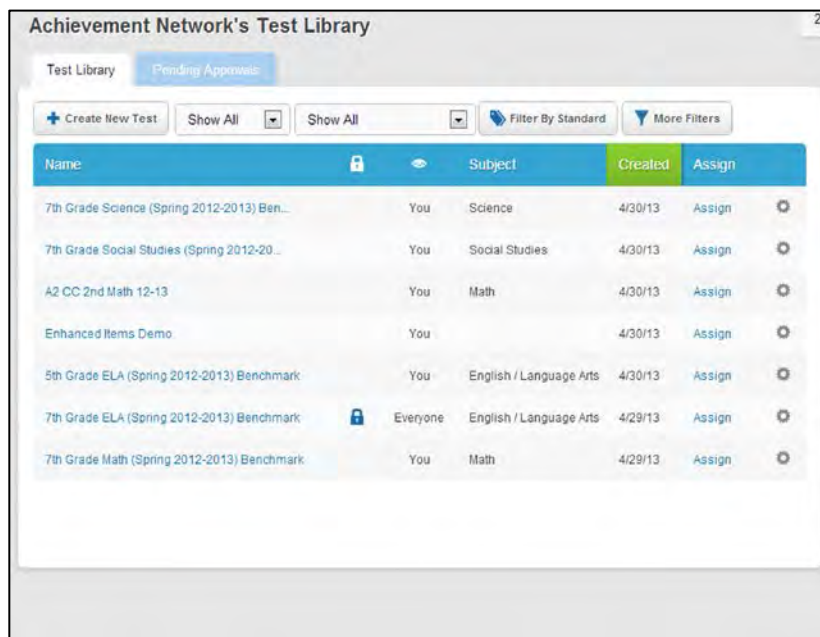 Achievement Network's Test Library
2
Test Library Pending Approvals
Create New Test Show All Show All Filter By Standard More Filters
Name Subject Created Assign
7th Grade Science (Spring 2012-2013) Ben... You Science 4/30/13 Assign
7th Grade Social Studies (Spring 2012-20... You Social Studies 4/30/13 Assign
A2 CC 2nd Math 12-13 You Math 4/30/13 Assign
Enhanced Items Demo You 4/30/13 Assign
5th Grade ELA (Spring 2012-2013) Benchmark You English / Language Arts 4/30/13 Assign
7th Grade ELA (Spring 2012-2013) Benchmark Everyone English / Language Arts 4/29/13 Assign
7th Grade Math (Spring 2012-2013) Benchmark You Math 4/29/13 Assign